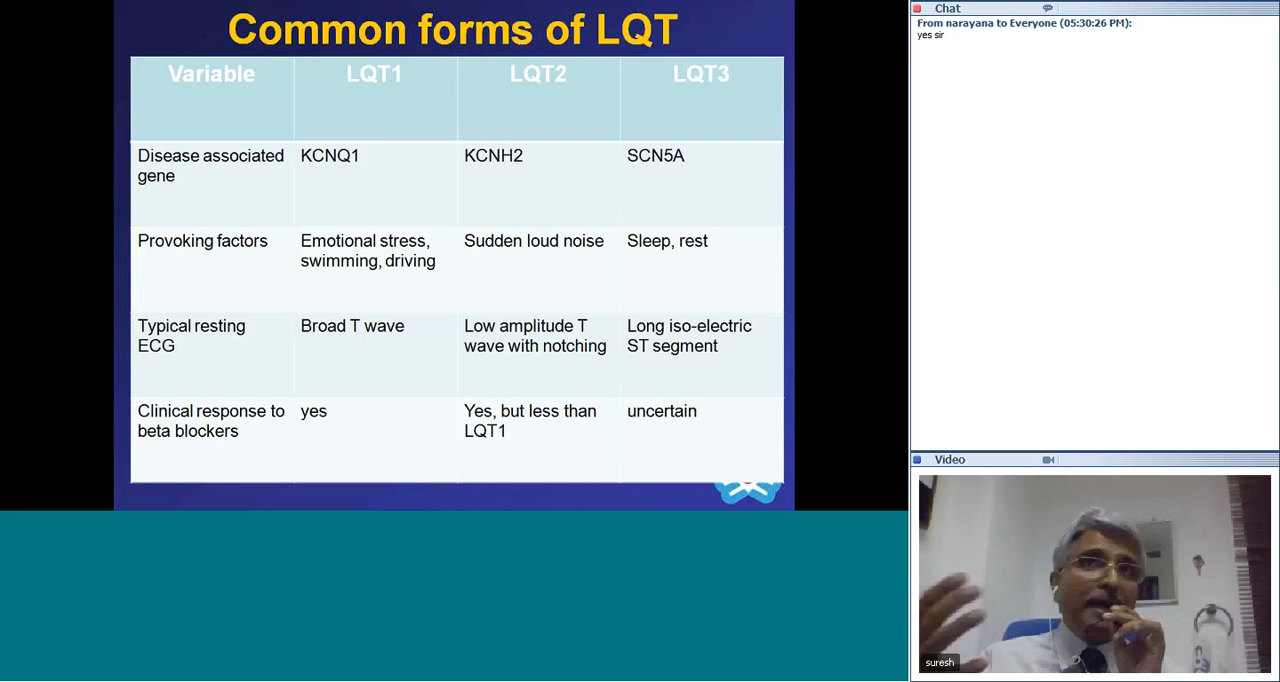 Common forms of LQT
Variable LQT1 LQT2 LQT3
Disease associated gene KCNQ1 KCNH2 SCN5A
Provoking factors Emotional stress, swimming, driving Sudden loud noise Sleep, rest
Typical resting ECG Broad T wave Low amplitude T wave with notching Long iso-electric ST segment
Clinical response to beta blockers yes Yes, but less than LQT1 uncertain
Chat
From narayana to Everyone (05:30:26 PM):
yes sir
Video
suresh